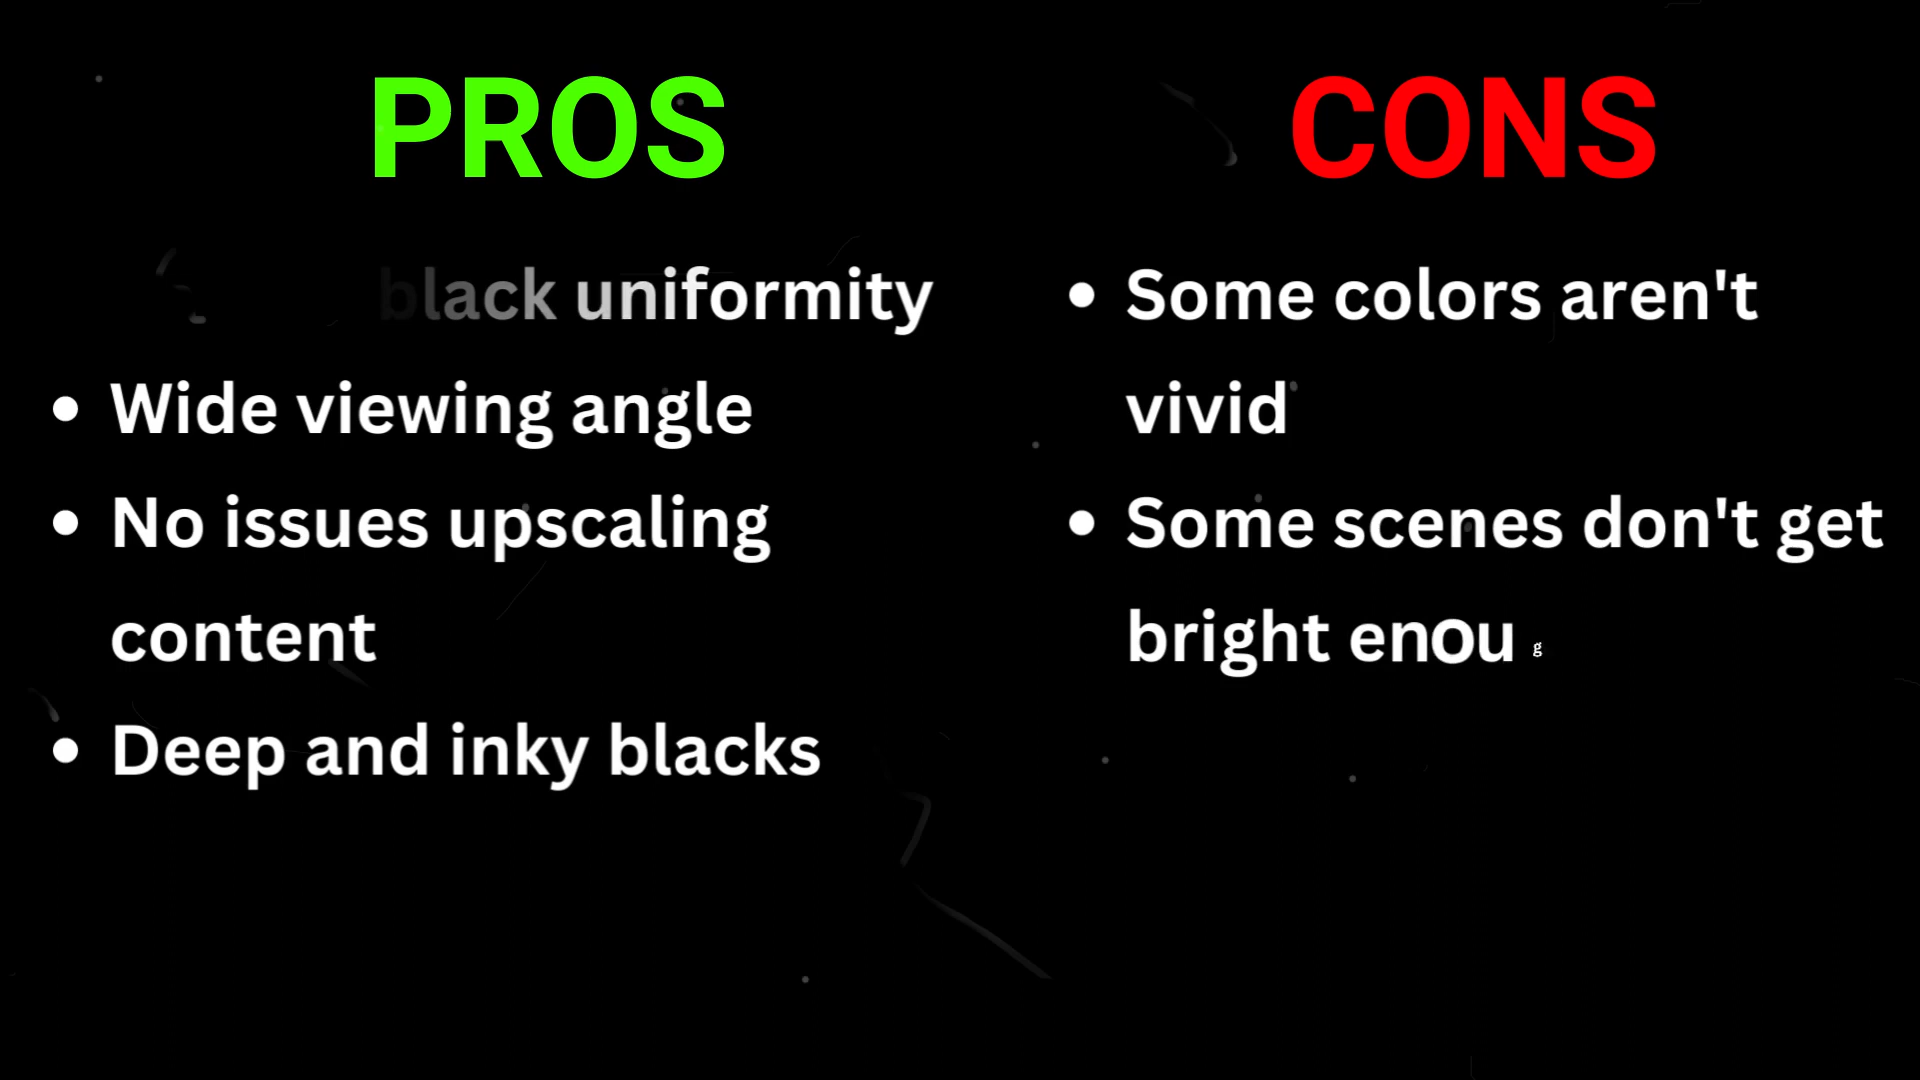 PROS
black uniformity
• Wide viewing angle
• No issues upscaling
content
• Deep and inky blacks
CONS
• Some colors aren't
vivid
• Some scenes don't get
bright enoug